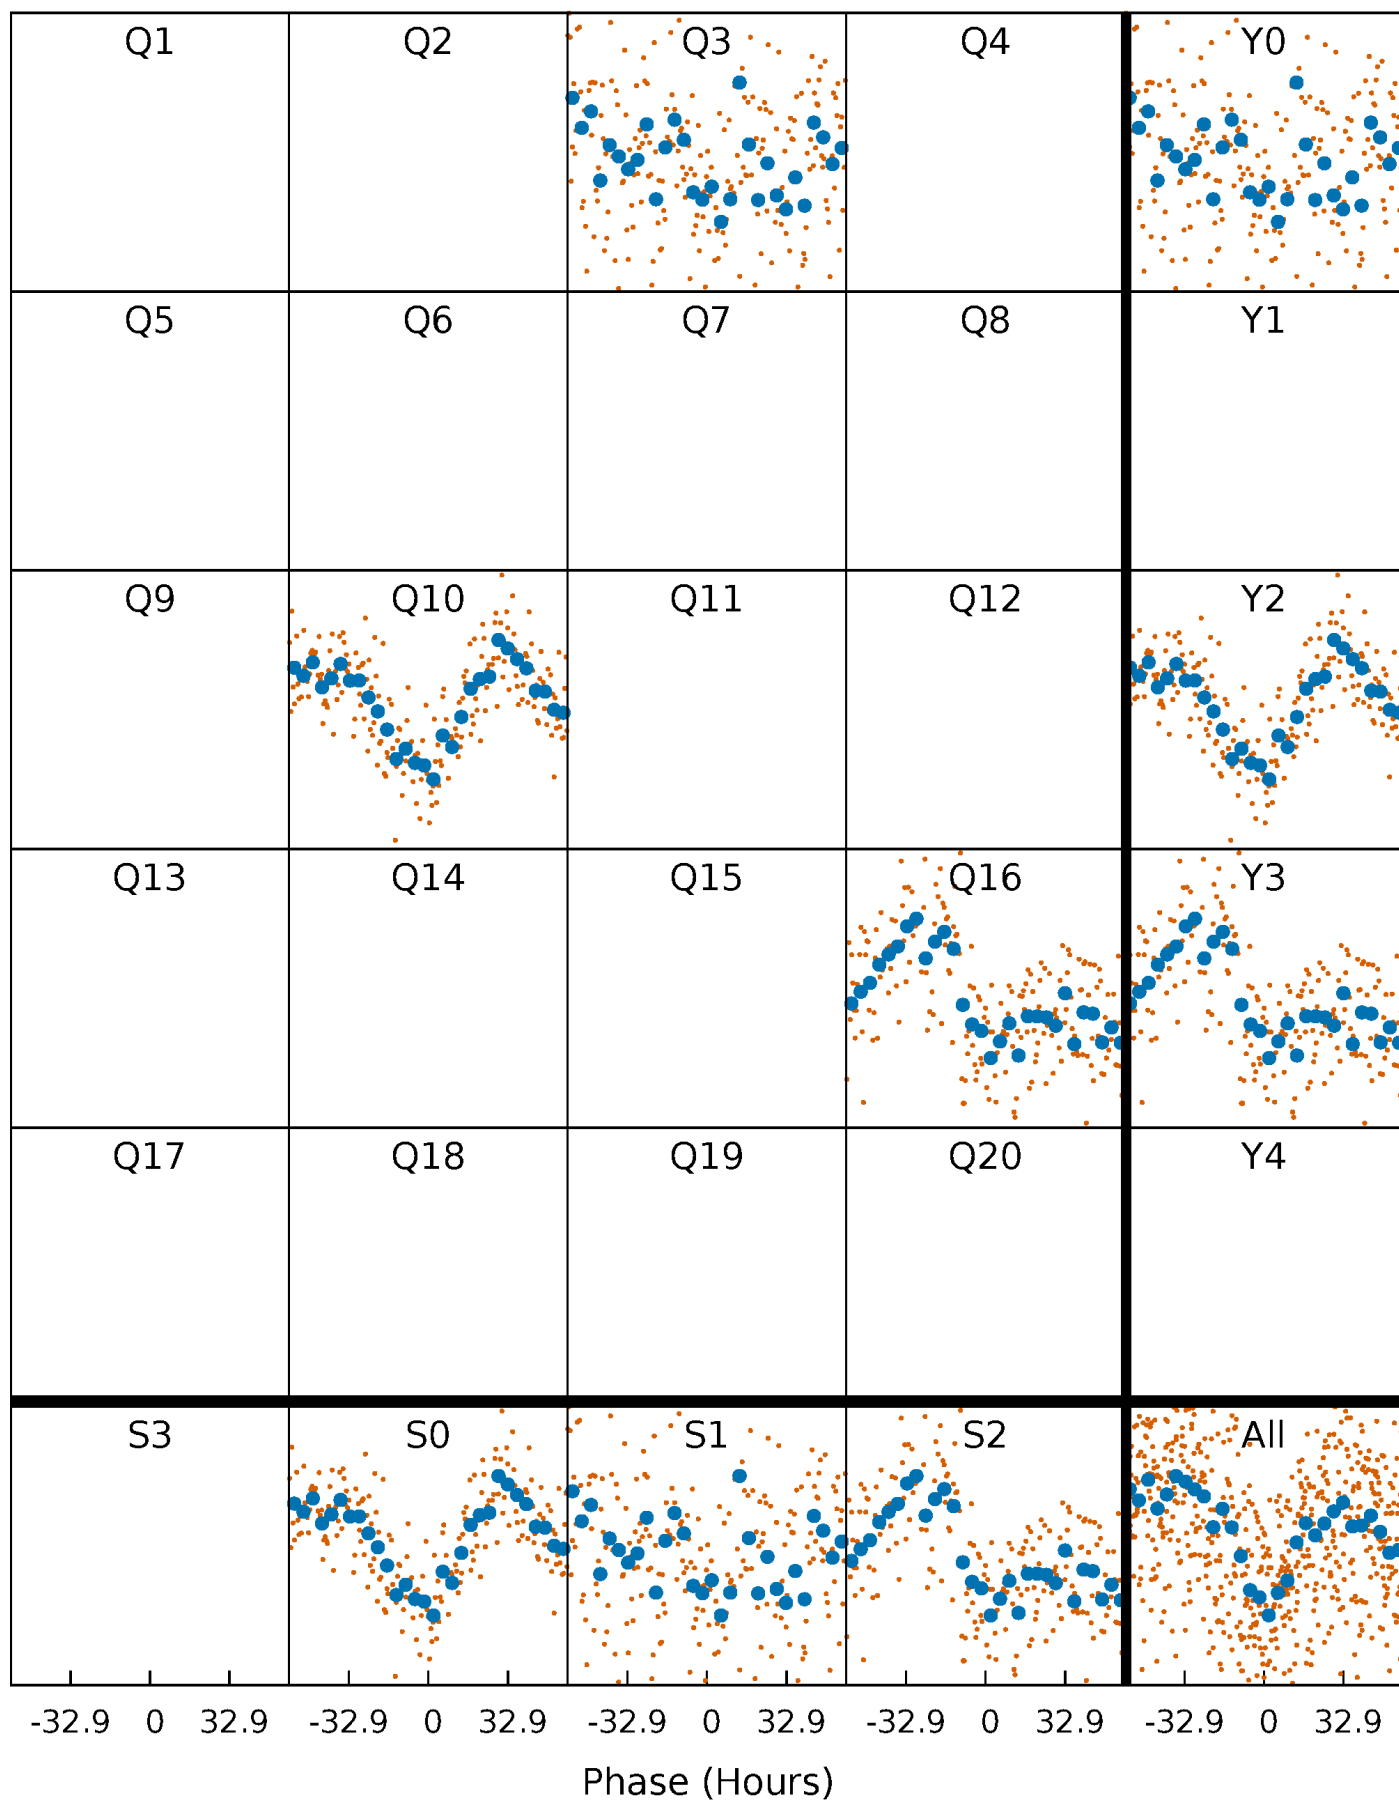 Q1 Q2 Q3 Q4 Y0
Q5 Q6 Q7 Q8 Y1
Q9 Q10 Q11 Q12 Y2
Q13 Q14 Q15 Q16 Y3
Q17 Q18 Q19 Q20 Y4
S3 S0 S1 S2 All
-32.9 0 32.9 -32.9 0 32.9 -32.9 0 32.9 -32.9 0 32.9 -32.9 0 32.9
Phase (Hours)